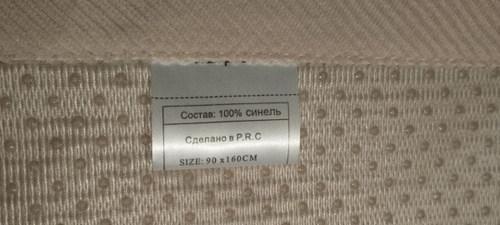 Состав: 100% синель
Сделано в P.R.C
SIZE: 90 x160CM